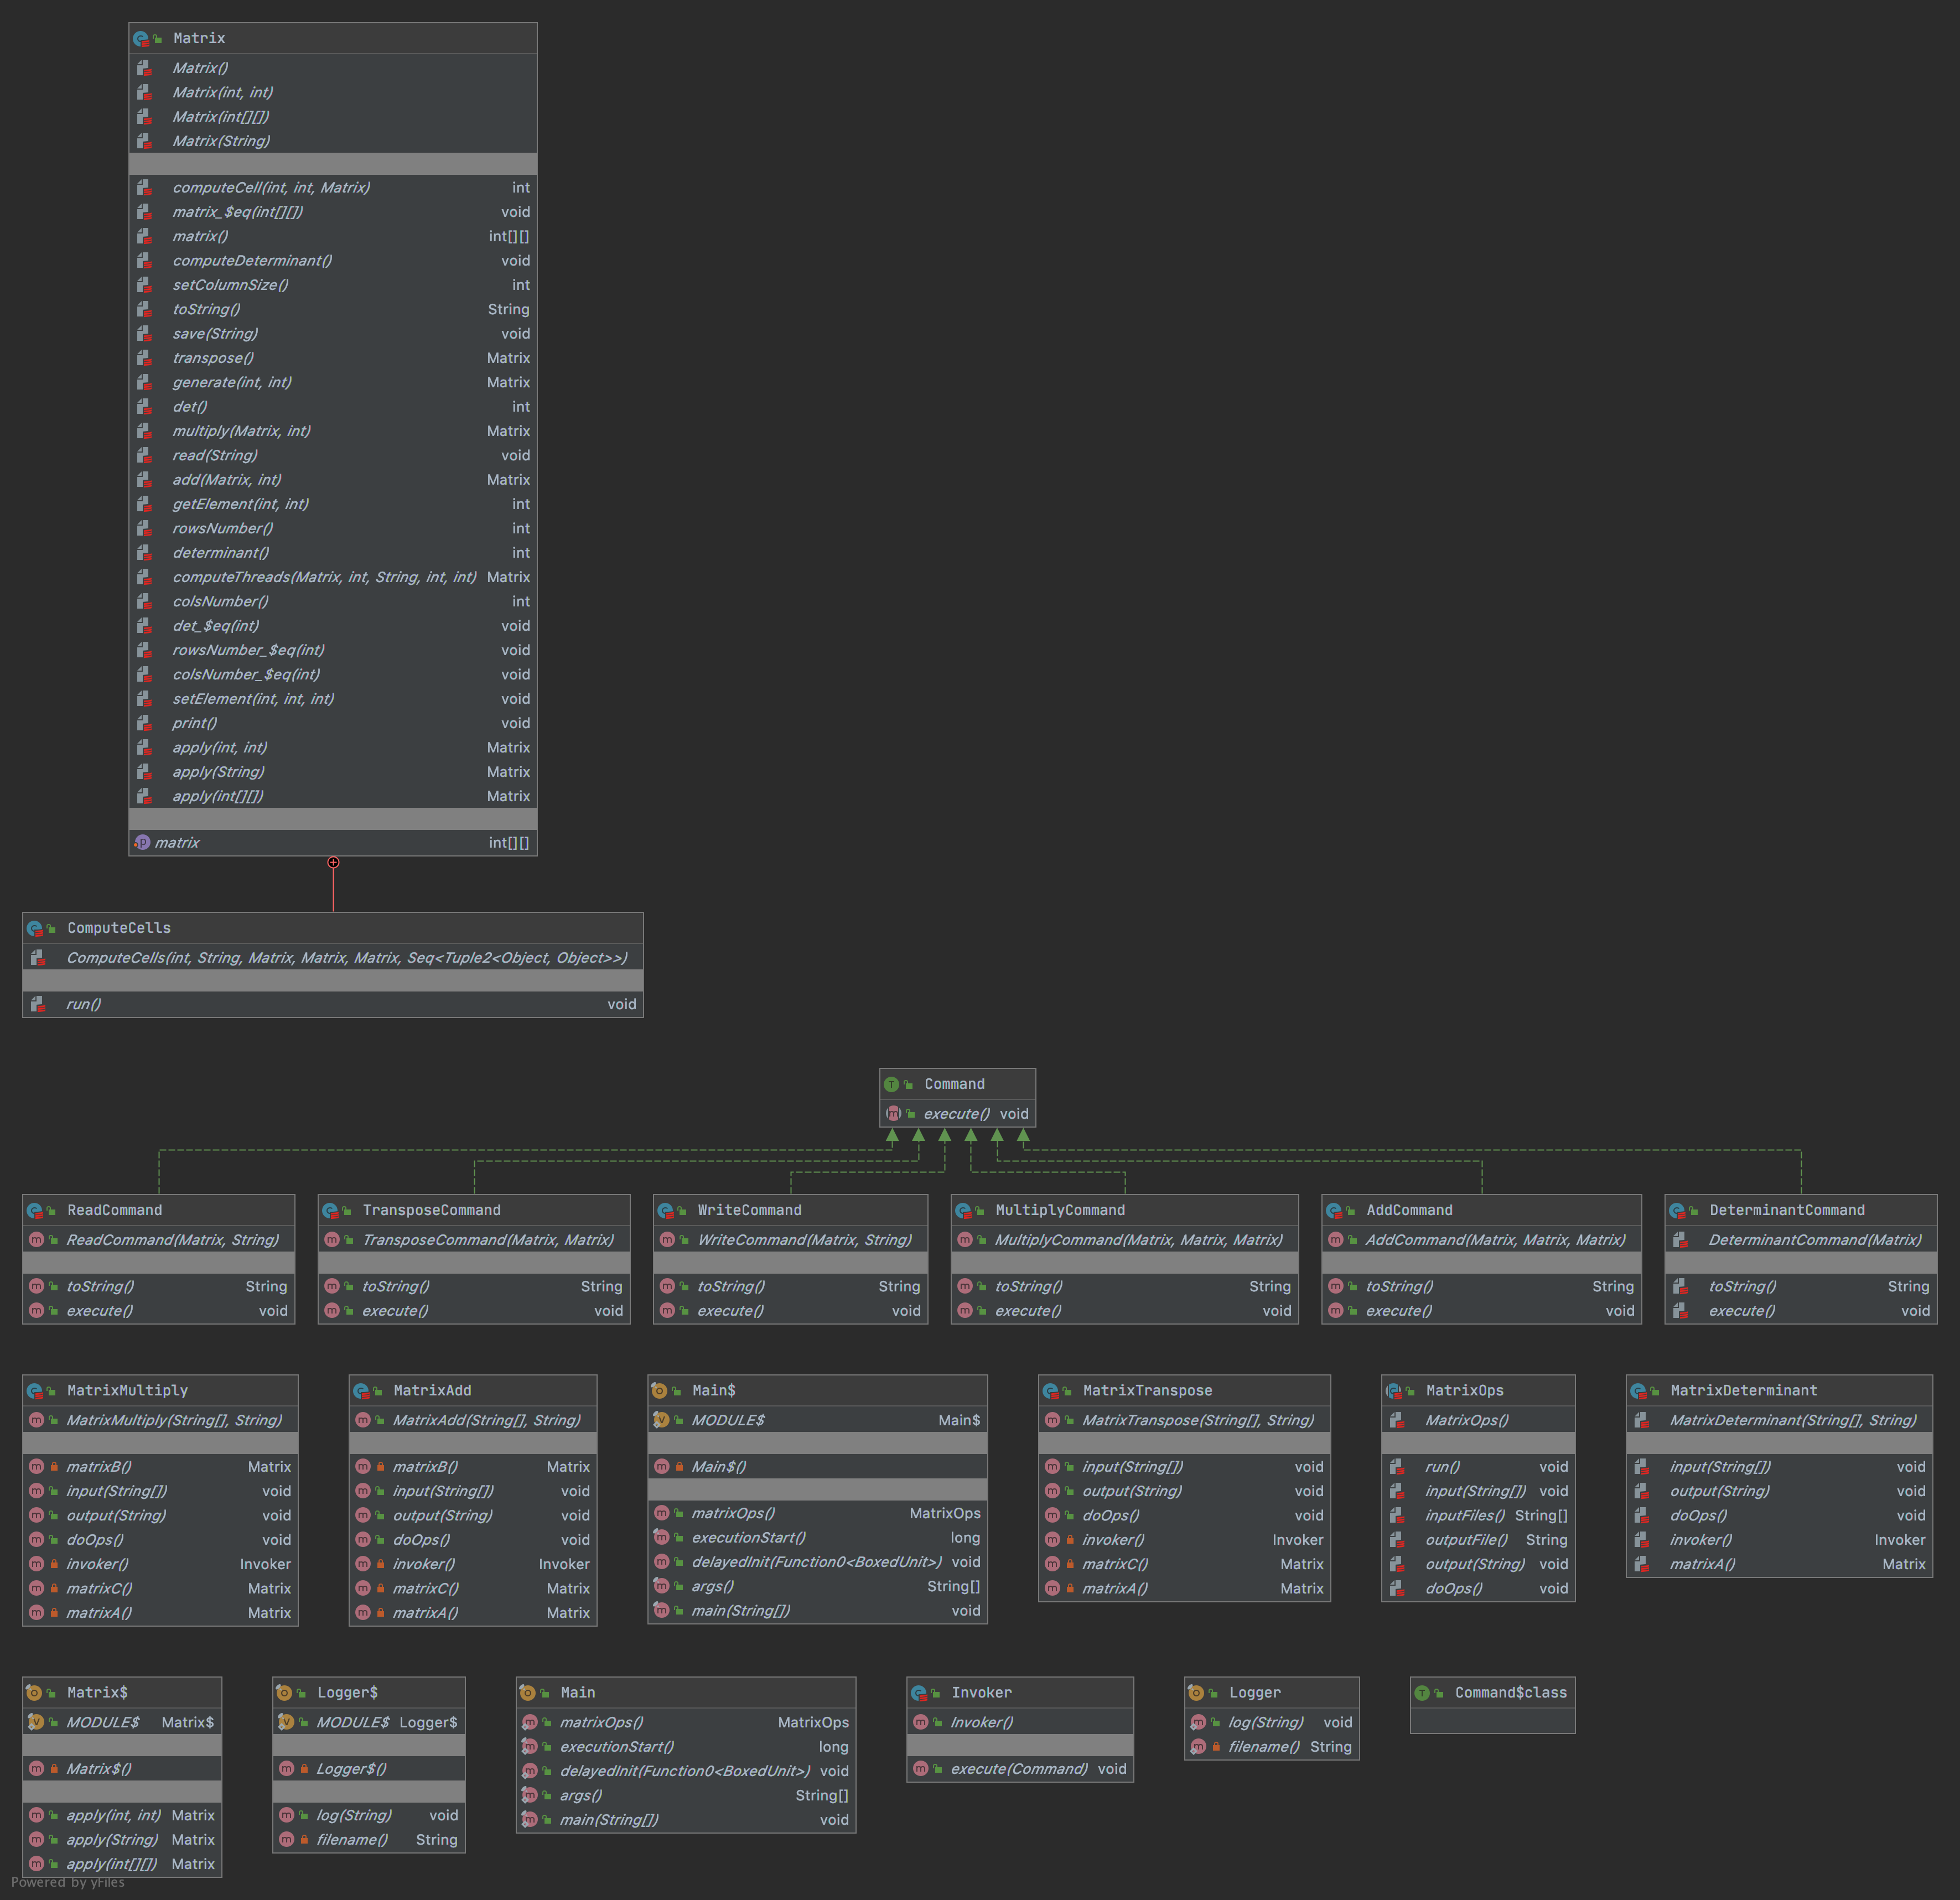 Matrix
Matrix()
Matrix(int, int)
Matrix(int[][])
Matrix(String)
computeCell(int, int, Matrix) int
matrix_$eq(int[][]) void
matrix() int[][]
computeDeterminant() void
setColumnSize() int
toString() String
save(String) void
transpose() Matrix
generate(int, int) Matrix
det() int
multiply(Matrix, int) Matrix
read(String) void
add(Matrix, int) Matrix
getElement(int, int) int
rowsNumber() int
determinant() int
computeThreads(Matrix, int, String, int, int) Matrix
colsNumber() int
det_$eq(int) void
rowsNumber_$eq(int) void
colsNumber_$eq(int) void
setElement(int, int, int) void
print() void
apply(int, int) Matrix
apply(String) Matrix
apply(int[][]) Matrix
matrix int[][]
ComputeCells
ComputeCells(int, String, Matrix, Matrix, Matrix, Seq<Tuple2<Object, Object>>)
run() void
Command
execute() void
ReadCommand
ReadCommand(Matrix, String)
toString() String
execute() void
TransposeCommand
TransposeCommand(Matrix, Matrix)
toString() String
execute() void
WriteCommand
WriteCommand(Matrix, String)
toString() String
execute() void
MultiplyCommand
MultiplyCommand(Matrix, Matrix, Matrix)
toString() String
execute() void
AddCommand
AddCommand(Matrix, Matrix, Matrix)
toString() String
execute() void
DeterminantCommand
DeterminantCommand(Matrix)
toString() String
execute() void
MatrixMultiply
MatrixMultiply(String[], String)
matrixB() Matrix
input(String[]) void
output(String) void
doOps() void
invoker() Invoker
matrixC() Matrix
matrixA() Matrix
MatrixAdd
MatrixAdd(String[], String)
matrixB() Matrix
input(String[]) void
output(String) void
doOps() void
invoker() Invoker
matrixC() Matrix
matrixA() Matrix
Main$
MODULE$ Main$
Main$()
matrixOps() MatrixOps
executionStart() long
delayedInit(Function0<BoxedUnit>) void
args() String[]
main(String[]) void
MatrixTranspose
MatrixTranspose(String[], String)
input(String[]) void
output(String) void
doOps() void
invoker() Invoker
matrixC() Matrix
matrixA() Matrix
MatrixOps
MatrixOps()
run() void
input(String[]) void
inputFiles() String[]
outputFile() String
output(String) void
doOps() void
MatrixDeterminant
MatrixDeterminant(String[], String)
input(String[]) void
output(String) void
doOps() void
invoker() Invoker
matrixA() Matrix
Matrix$
MODULE$ Matrix$
Matrix$()
apply(int, int) Matrix
apply(String) Matrix
apply(int[][]) Matrix
Logger$
MODULE$ Logger$
Logger$()
log(String) void
filename() String
Main
matrixOps() MatrixOps
executionStart() long
delayedInit(Function0<BoxedUnit>) void
args() String[]
main(String[]) void
Invoker
Invoker()
execute(Command) void
Logger
log(String) void
filename() String
Command$class
Powered by yFiles